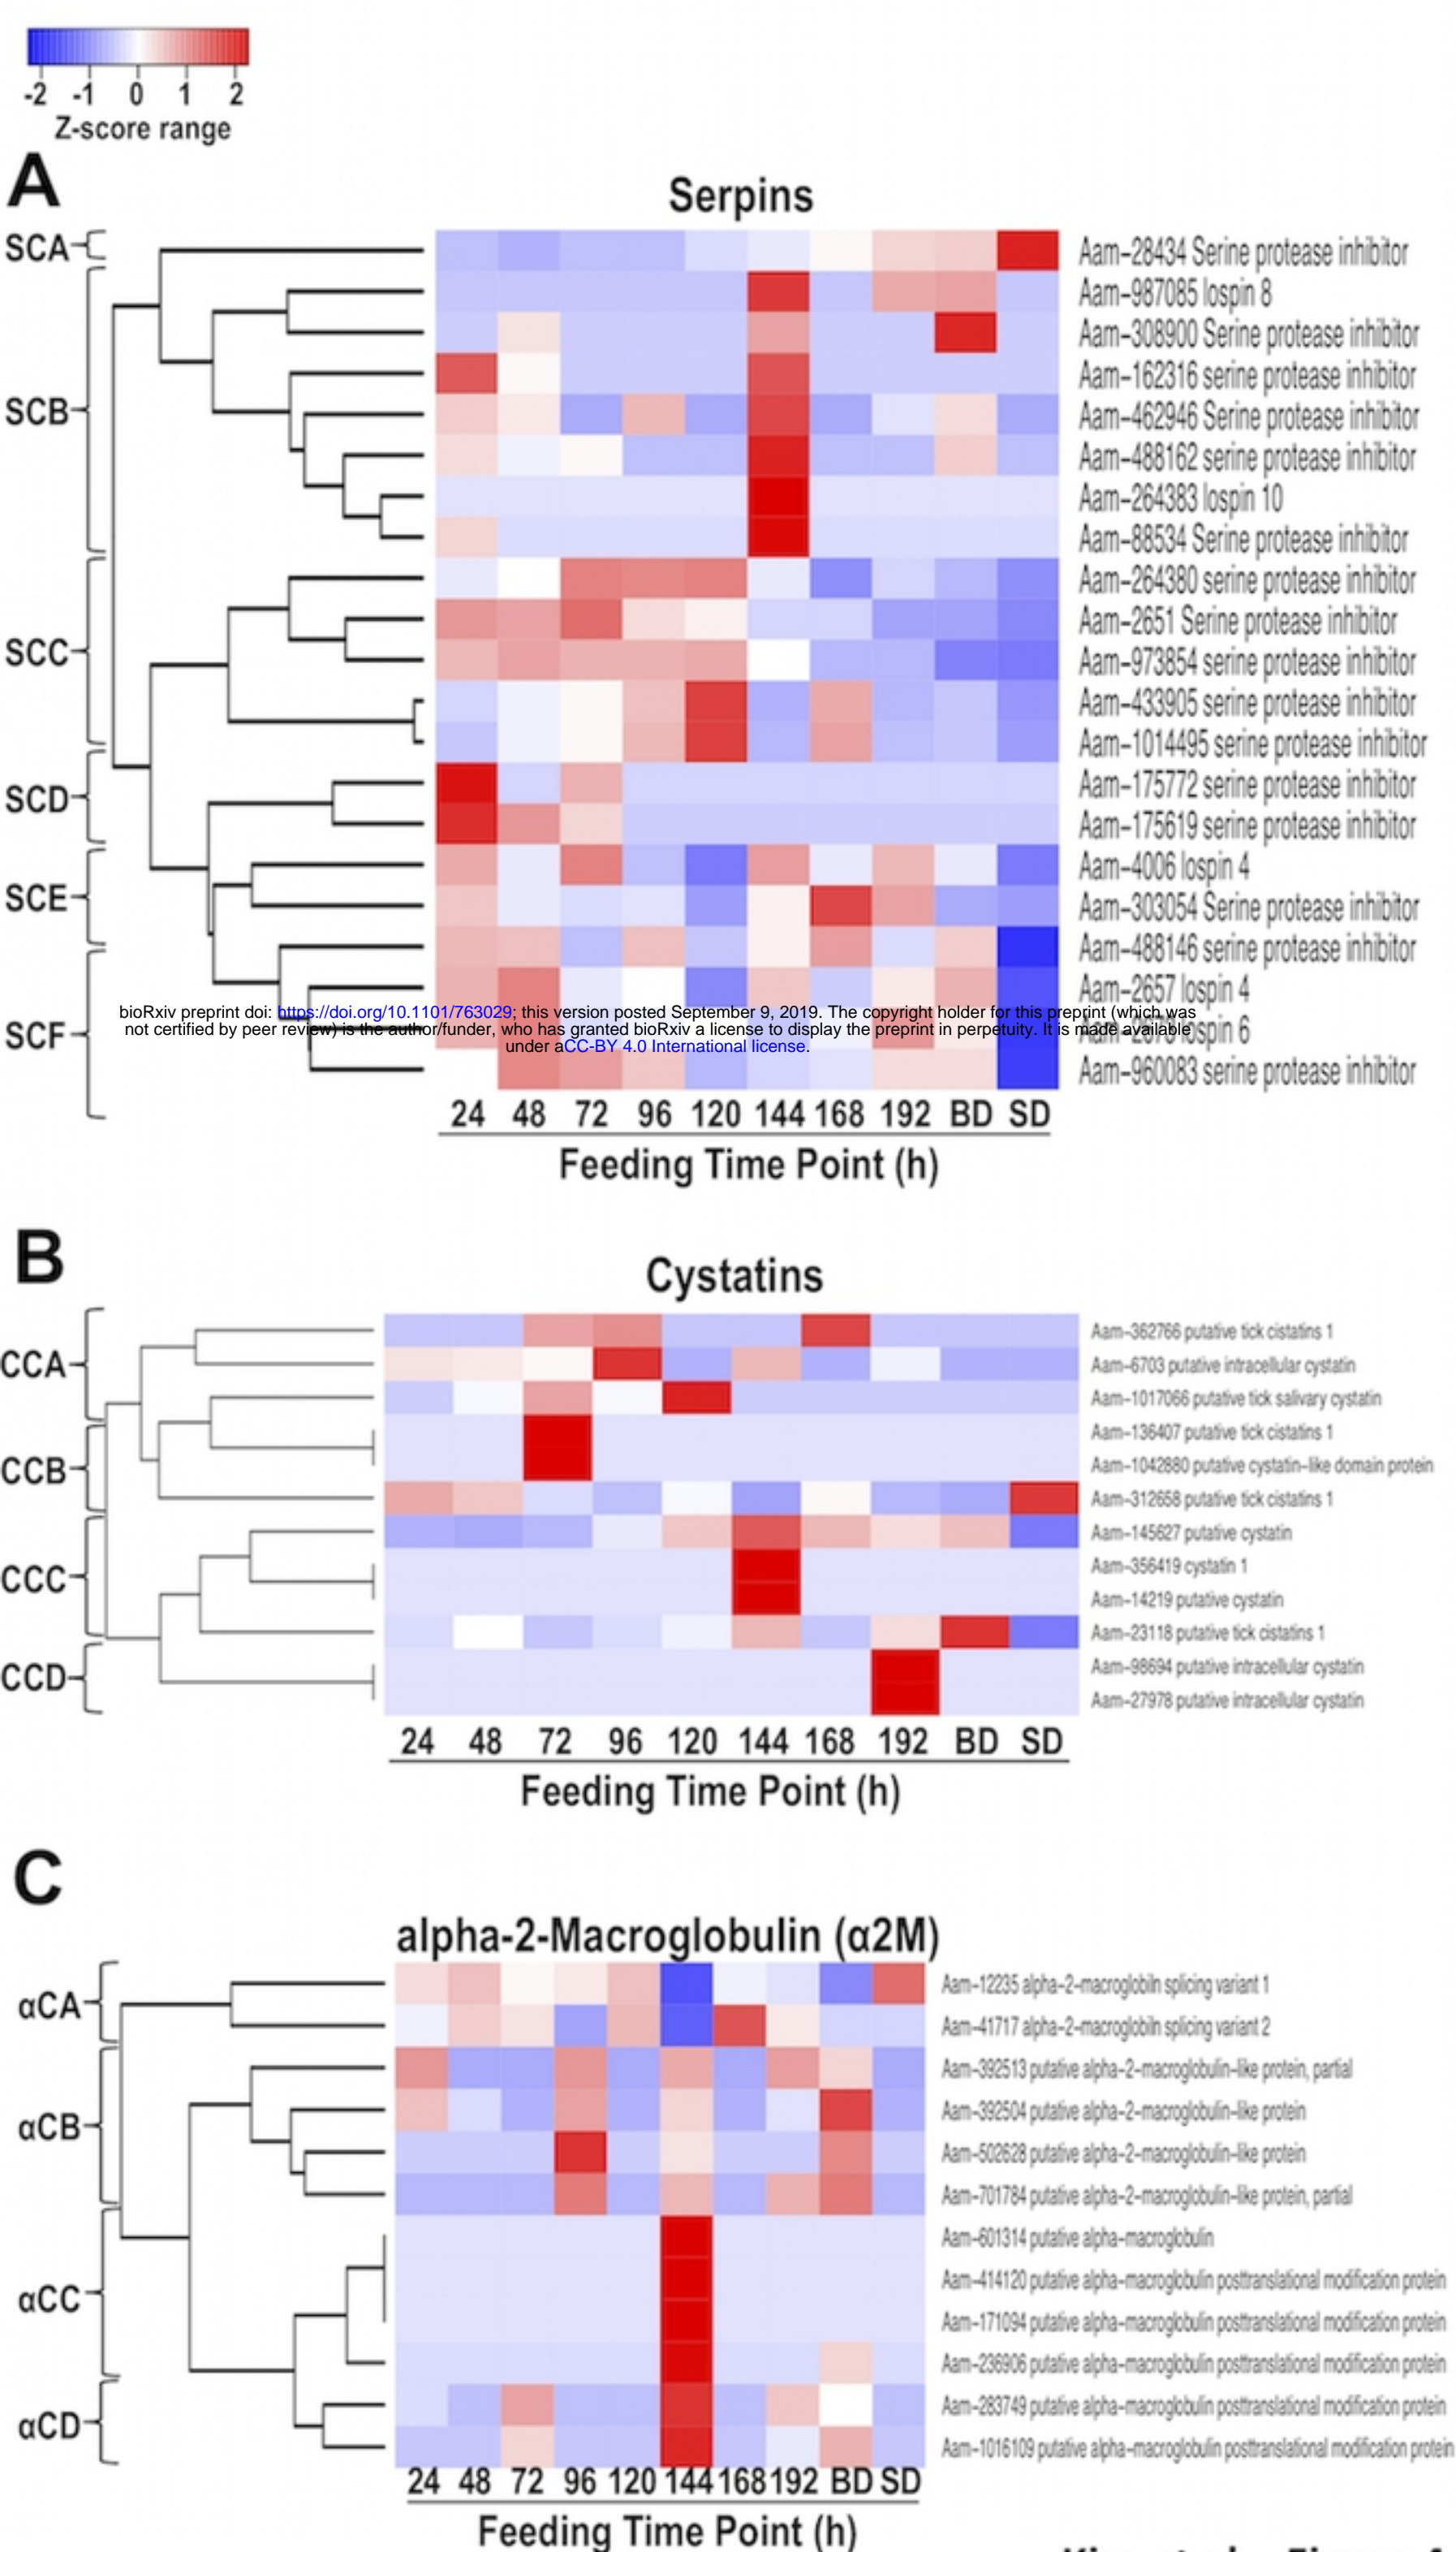 -2 -1 0 1 2
Z-score range
A
Serpins
SCA
SCB
SCC
SCD
SCE
SCF
Aam-28434 Serine protease inhibitor
Aam-987085 Iospin 8
Aam-308900 Serine protease inhibitor
Aam-162316 serine protease inhibitor
Aam-462946 Serine protease inhibitor
Aam-488162 serine protease inhibitor
Aam-264383 Iospin 10
Aam-88534 Serine protease inhibitor
Aam-264380 serine protease inhibitor
Aam-2651 Serine protease inhibitor
Aam-973854 serine protease inhibitor
Aam-433905 serine protease inhibitor
Aam-1014495 serine protease inhibitor
Aam-175772 serine protease inhibitor
Aam-175619 serine protease inhibitor
Aam-4006 Iospin 4
Aam-303054 Serine protease inhibitor
Aam-488146 serine protease inhibitor
Aam-2657 Iospin 4
Iospin 6
Aam-960083 serine protease inhibitor
bioRxiv preprint doi: https://doi.org/10.1101/763029; this version posted September 9, 2019. The copyright holder for this preprint (which was
not certified by peer review) is the author/funder, who has granted bioRxiv a license to display the preprint in perpetuity. It is made available
under aCC-BY 4.0 International license.
24 48 72 96 120 144 168 192 BD SD
Feeding Time Point (h)
B
Cystatins
CCA
CCB
CCC
CCD
Aam-362766 putative tick cistatins 1
Aam-6703 putative intracellular cystatin
Aam-1017066 putative tick salivary cystatin
Aam-136407 putative tick cistatins 1
Aam-1042880 putative cystatin-like domain protein
Aam-312658 putative tick cistatins 1
Aam-145627 putative cystatin
Aam-356419 cystatin 1
Aam-14219 putative cystatin
Aam-23118 putative tick cistatins 1
Aam-98694 putative intracellular cystatin
Aam-27978 putative intracellular cystatin
24 48 72 96 120 144 168 192 BD SD
Feeding Time Point (h)
C
alpha-2-Macroglobulin (α2M)
αCA
αCB
αCC
αCD
Aam-12235 alpha-2-macroglobiln splicing variant 1
Aam-41717 alpha-2-macroglobiln splicing variant 2
Aam-392513 putative alpha-2-macroglobulin-like protein, partial
Aam-392504 putative alpha-2-macroglobulin-like protein
Aam-502628 putative alpha-2-macroglobulin-like protein
Aam-701784 putative alpha-2-macroglobulin-like protein, partial
Aam-601314 putative alpha-macroglobulin
Aam-414120 putative alpha-macroglobulin posttranslational modification protein
Aam-171094 putative alpha-macroglobulin posttranslational modification protein
Aam-236906 putative alpha-macroglobulin posttranslational modification protein
Aam-283749 putative alpha-macroglobulin posttranslational modification protein
Aam-1016109 putative alpha-macroglobulin posttranslational modification protein
24 48 72 96 120 144 168 192 BD SD
Feeding Time Point (h)